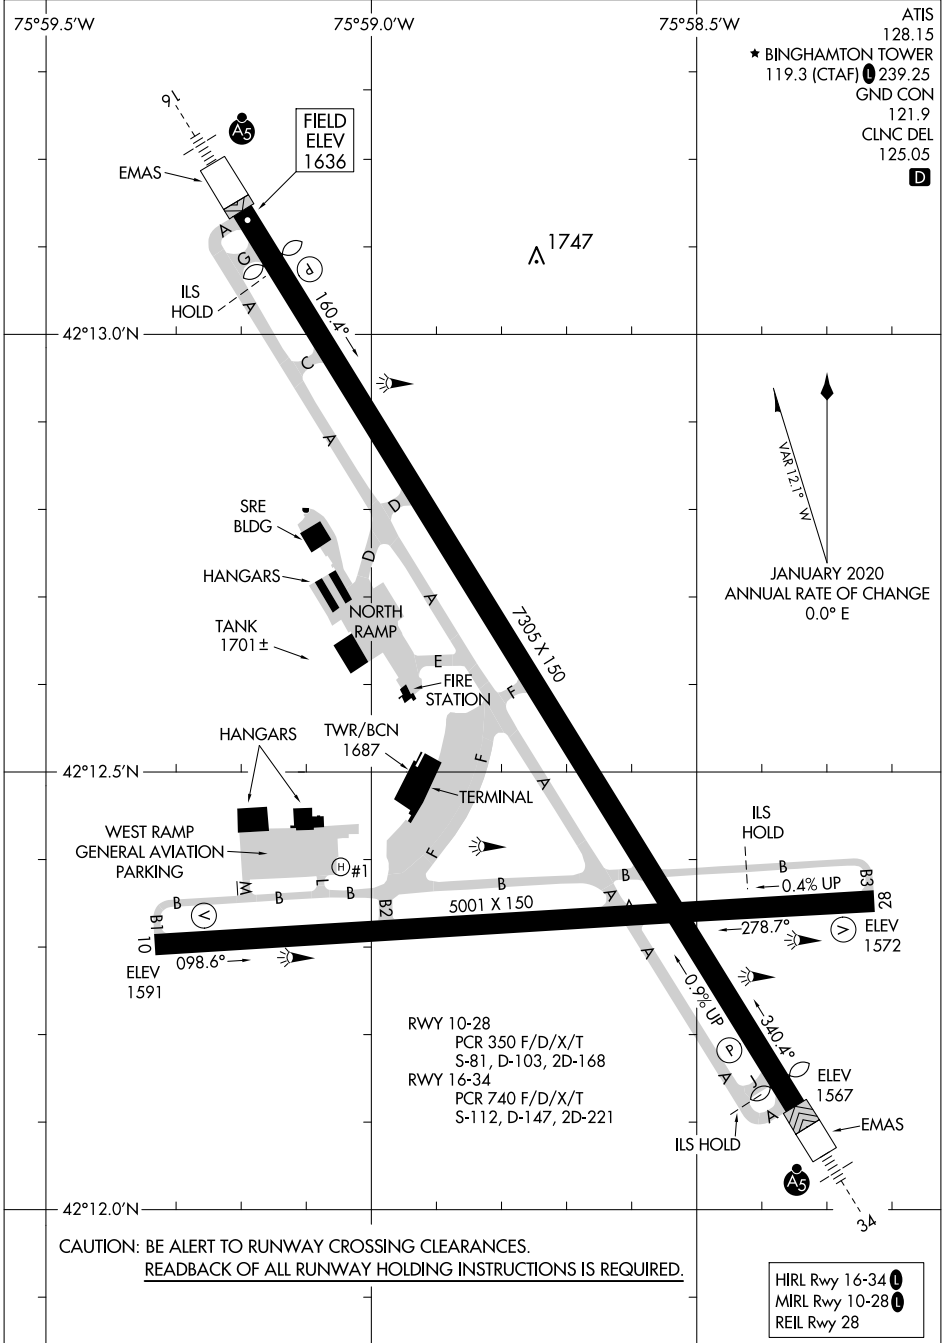 75°59.5'W
75°59.0'W
75°58.5'W
ATIS
128.15
BINGHAMTON TOWER
119.3 (CTAF) L 239.25
GND CON
121.9
CLNC DEL
125.05
D
16
A5
FIELD
ELEV
1636
EMAS
A
G
P
ILS
HOLD
A
160.4°
1747
42°13.0'N
C
A
VAR 12.1° W
JANUARY 2020
ANNUAL RATE OF CHANGE
0.0° E
D
SRE
BLDG
D
HANGARS
A
NORTH
RAMP
TANK
1701±
7305 X 150
E
FIRE
STATION
F
HANGARS
TWR/BCN
1687
F
42°12.5'N
A
TERMINAL
WEST RAMP
GENERAL AVIATION
PARKING
F
ILS
HOLD
H #1
L
M
B
B
B
B
B
B
B1
B2
B3
A
A
0.4% UP
28
V
5001 X 150
10
278.7°
V
ELEV
1572
098.6°
ELEV
1591
A
0.9% UP
340.4°
RWY 10-28
PCR 350 F/D/X/T
S-81, D-103, 2D-168
RWY 16-34
PCR 740 F/D/X/T
S-112, D-147, 2D-221
P
A
J
A
ELEV
1567
EMAS
ILS HOLD
A5
34
42°12.0'N
CAUTION: BE ALERT TO RUNWAY CROSSING CLEARANCES.
READBACK OF ALL RUNWAY HOLDING INSTRUCTIONS IS REQUIRED.
HIRL Rwy 16-34 L
MIRL Rwy 10-28 L
REIL Rwy 28